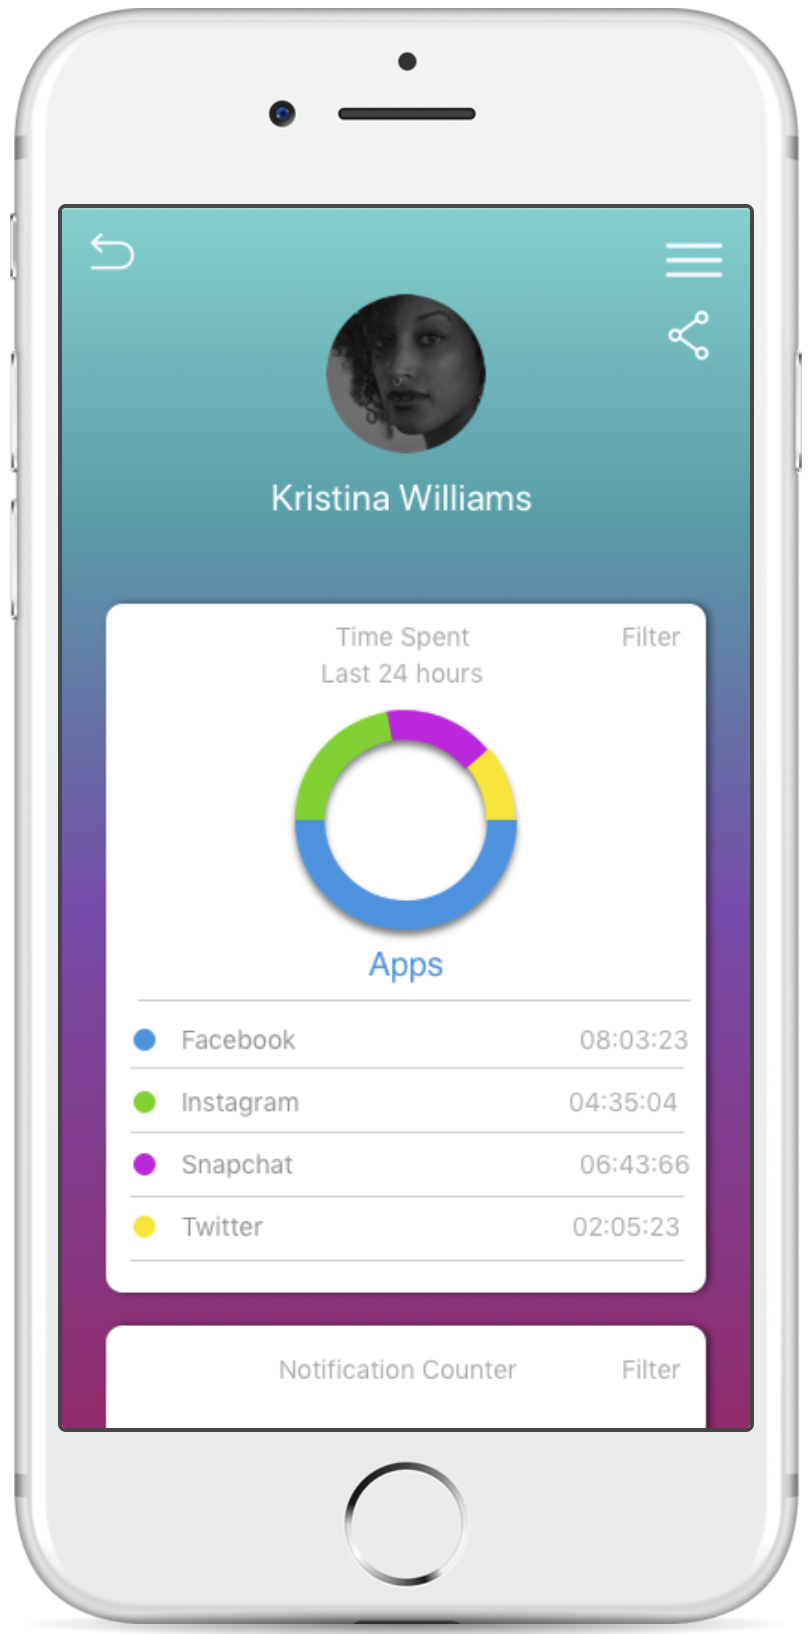 Kristina Williams
Time Spent
Filter
Last 24 hours
Apps
Facebook 08:03:23
Instagram 04:35:04
Snapchat 06:43:66
Twitter 02:05:23
Notification Counter Filter